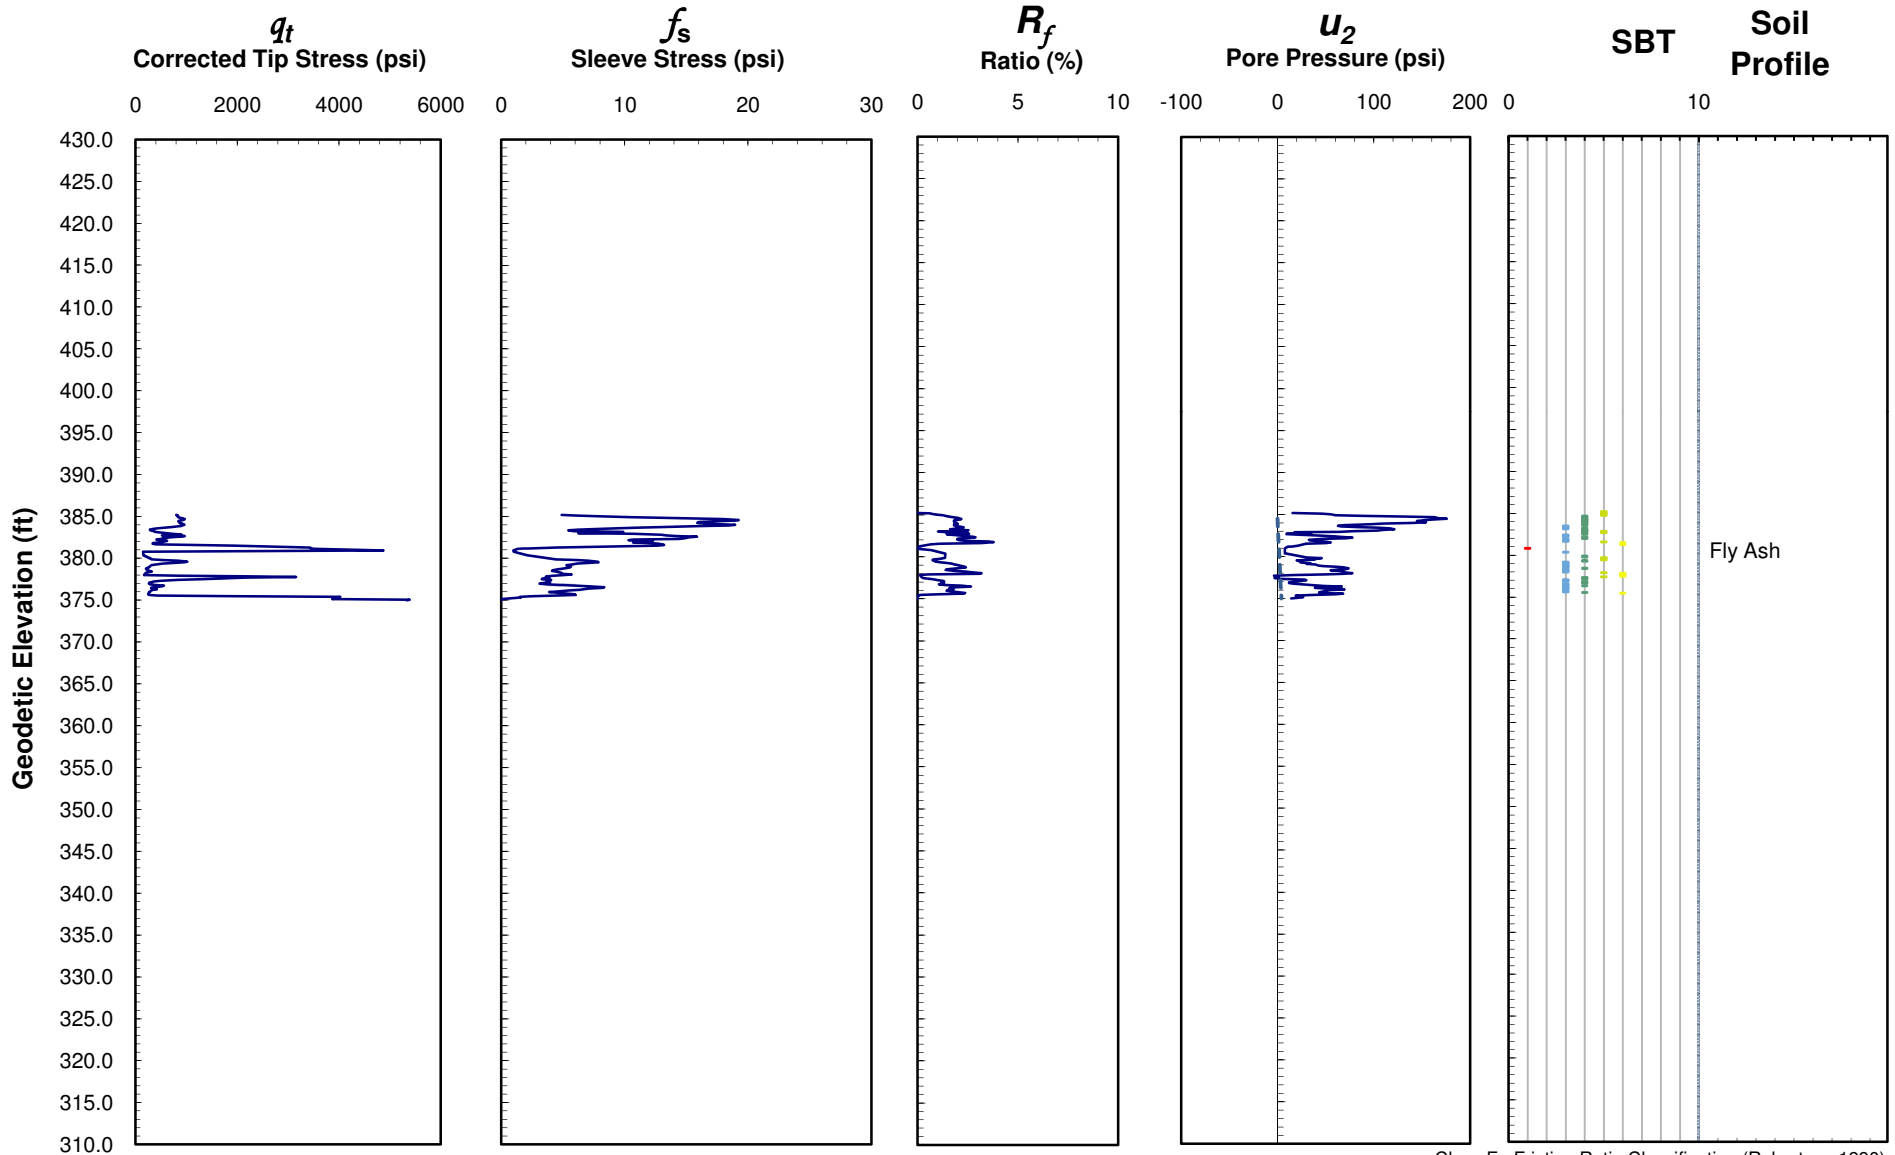 qt
Corrected Tip Stress (psi)
fs
Sleeve Stress (psi)
Rf
Ratio (%)
u2
Pore Pressure (psi)
SBT
Soil
Profile
0 2000 4000 6000
0 10 20 30
0 5 10
-100 0 100 200
0 10
Geodetic Elevation (ft)
430.0
425.0
420.0
415.0
410.0
405.0
400.0
395.0
390.0
385.0
380.0
375.0
370.0
365.0
360.0
355.0
350.0
345.0
340.0
335.0
330.0
325.0
320.0
315.0
310.0
Fly Ash